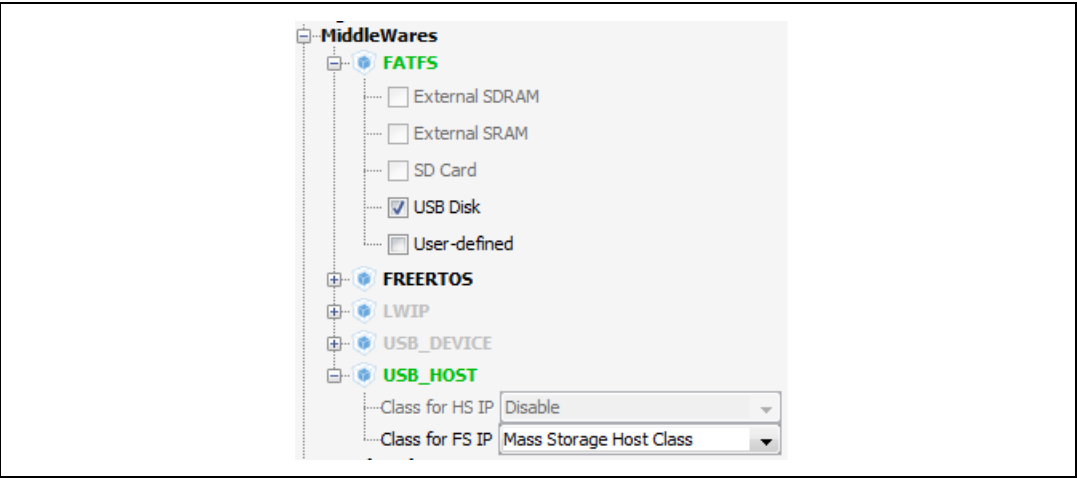 MiddleWares
FATFS
External SDRAM
External SRAM
SD Card
USB Disk
User-defined
FREERTOS
LWIP
USB_DEVICE
USB_HOST
Class for HS IP Disable
Class for FS IP Mass Storage Host Class